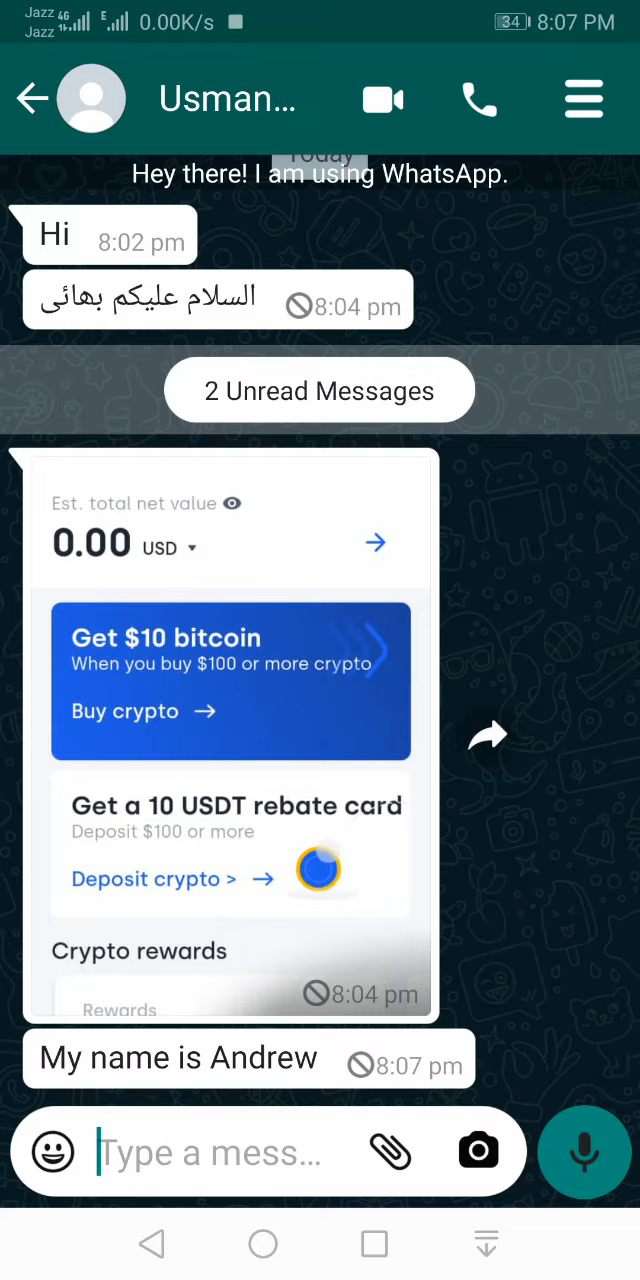 Jazz 4G E 0.00K/s 34 8:07 PM
Jazz
Usman...
Today
Hey there! I am using WhatsApp.
Hi 8:02 pm
السلام علیکم بھائی 8:04 pm
2 Unread Messages
Est. total net value
0.00 USD
Get $10 bitcoin
When you buy $100 or more crypto
Buy crypto →
Get a 10 USDT rebate card
Deposit $100 or more
Deposit crypto > →
Crypto rewards
8:04 pm
Rewards
My name is Andrew 8:07 pm
Type a mess...